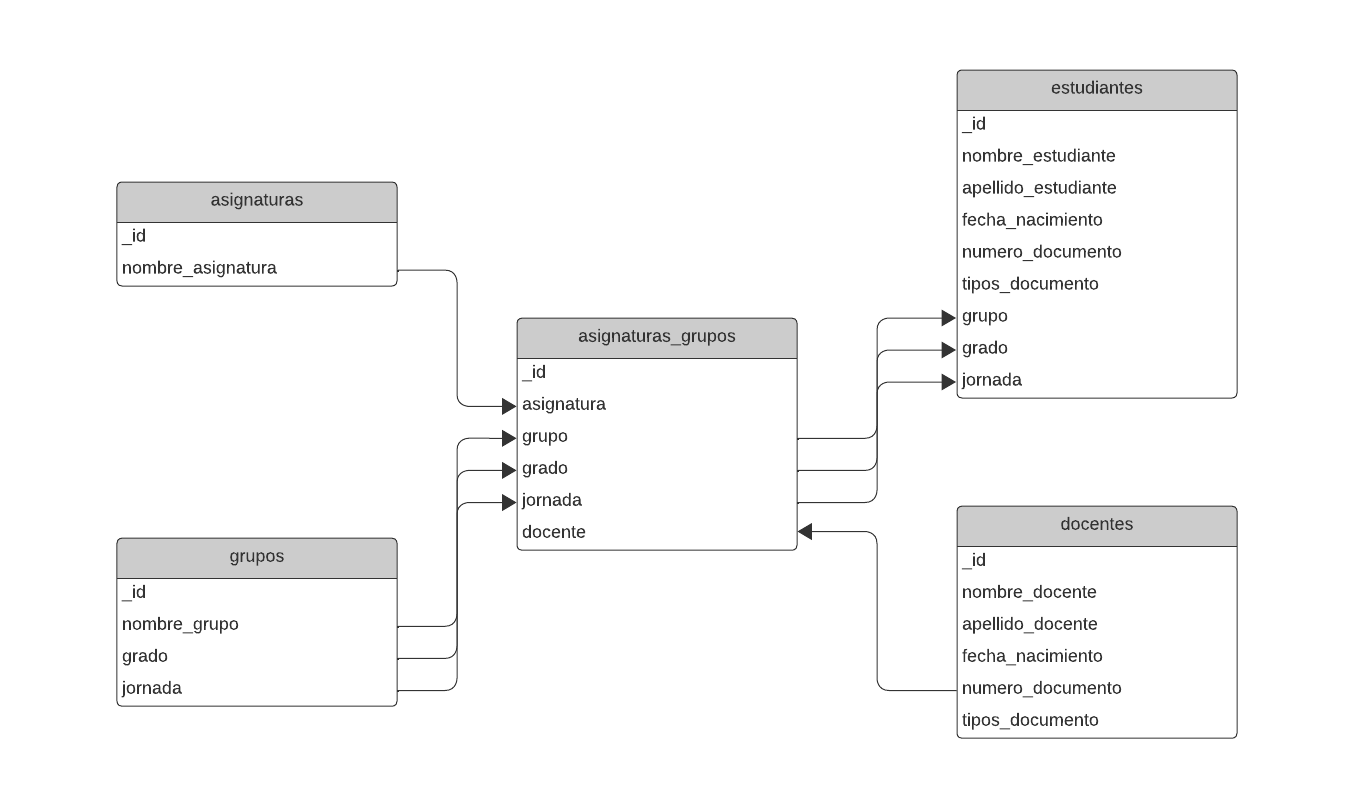 asignaturas
_id
nombre_asignatura
grupos
_id
nombre_grupo
grado
jornada
asignaturas_grupos
_id
asignatura
grupo
grado
jornada
docente
estudiantes
_id
nombre_estudiante
apellido_estudiante
fecha_nacimiento
numero_documento
tipos_documento
grupo
grado
jornada
docentes
_id
nombre_docente
apellido_docente
fecha_nacimiento
numero_documento
tipos_documento